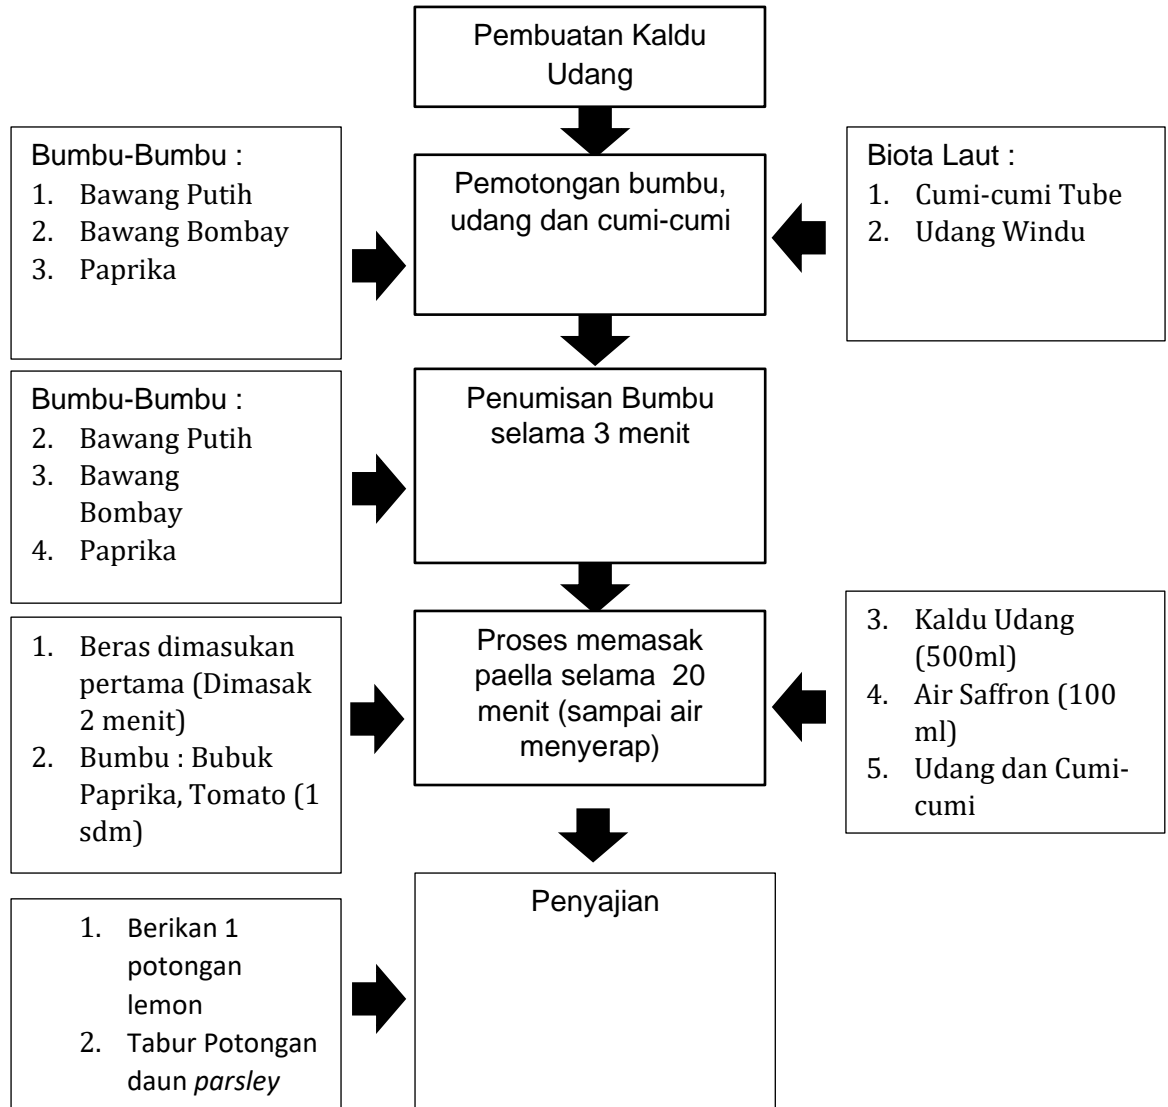 Pembuatan Kaldu
Udang
Bumbu-Bumbu :
1. Bawang Putih
2. Bawang Bombay
3. Paprika
Pemotongan bumbu,
udang dan cumi-cumi
Biota Laut :
1. Cumi-cumi Tube
2. Udang Windu
Bumbu-Bumbu :
2. Bawang Putih
3. Bawang
Bombay
4. Paprika
Penumisan Bumbu
selama 3 menit
1. Beras dimasukan
pertama (Dimasak
2 menit)
2. Bumbu : Bubuk
Paprika, Tomato (1
sdm)
Proses memasak
paella selama 20
menit (sampai air
menyerap)
3. Kaldu Udang
(500ml)
4. Air Saffron (100
ml)
5. Udang dan Cumi-
cumi
1. Berikan 1
potongan
lemon
2. Tabur Potongan
daun parsley
Penyajian